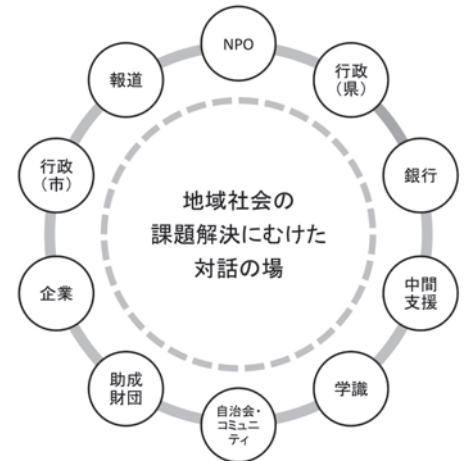 NPO
行政
（県）
銀行
中間
支援
学識
自治会・
コミュニ
ティ
助成
財団
企業
行政
（市）
報道
地域社会の
課題解決にむけた
対話の場